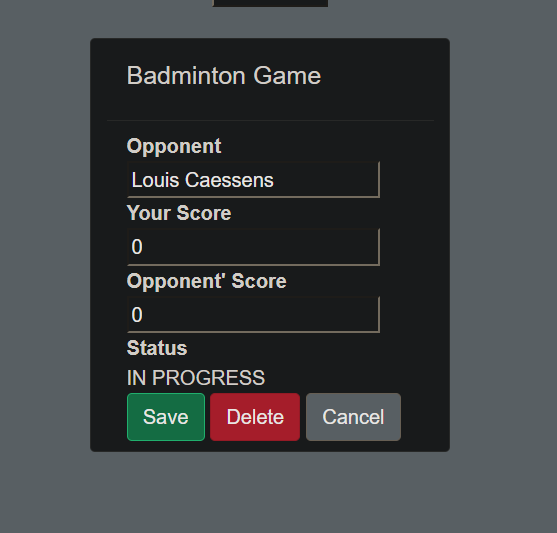 Badminton Game
Opponent
Louis Caessens
Your Score
0
Opponent' Score
0
Status
IN PROGRESS
Save Delete Cancel